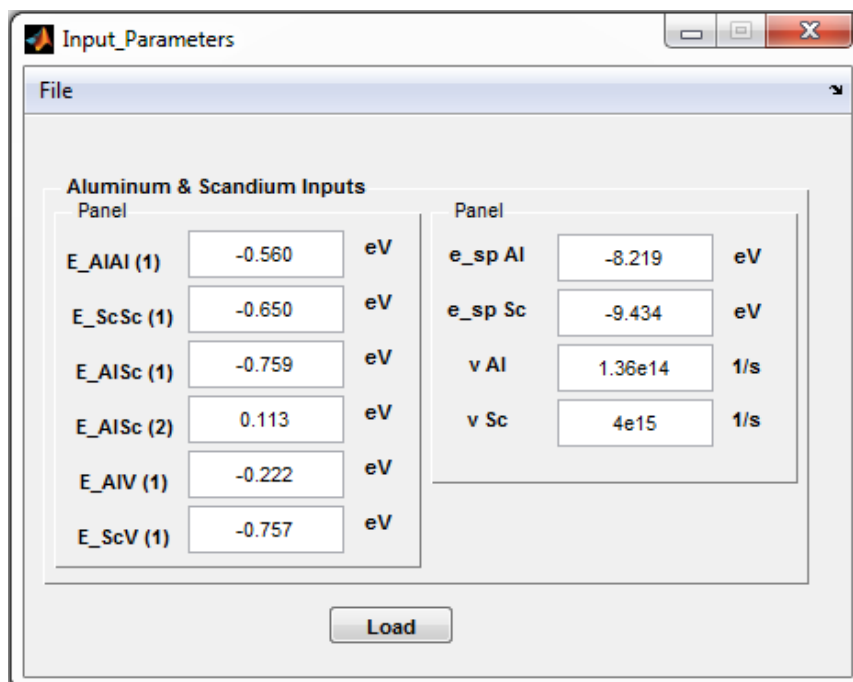 Input_Parameters
File
Aluminum & Scandium Inputs
Panel
E_AlAl (1) -0.560 eV
E_ScSc (1) -0.650 eV
E_AlSc (1) -0.759 eV
E_AlSc (2) 0.113 eV
E_AlV (1) -0.222 eV
E_ScV (1) -0.757 eV
Panel
e_sp Al -8.219 eV
e_sp Sc -9.434 eV
v Al 1.36e14 1/s
v Sc 4e15 1/s
Load